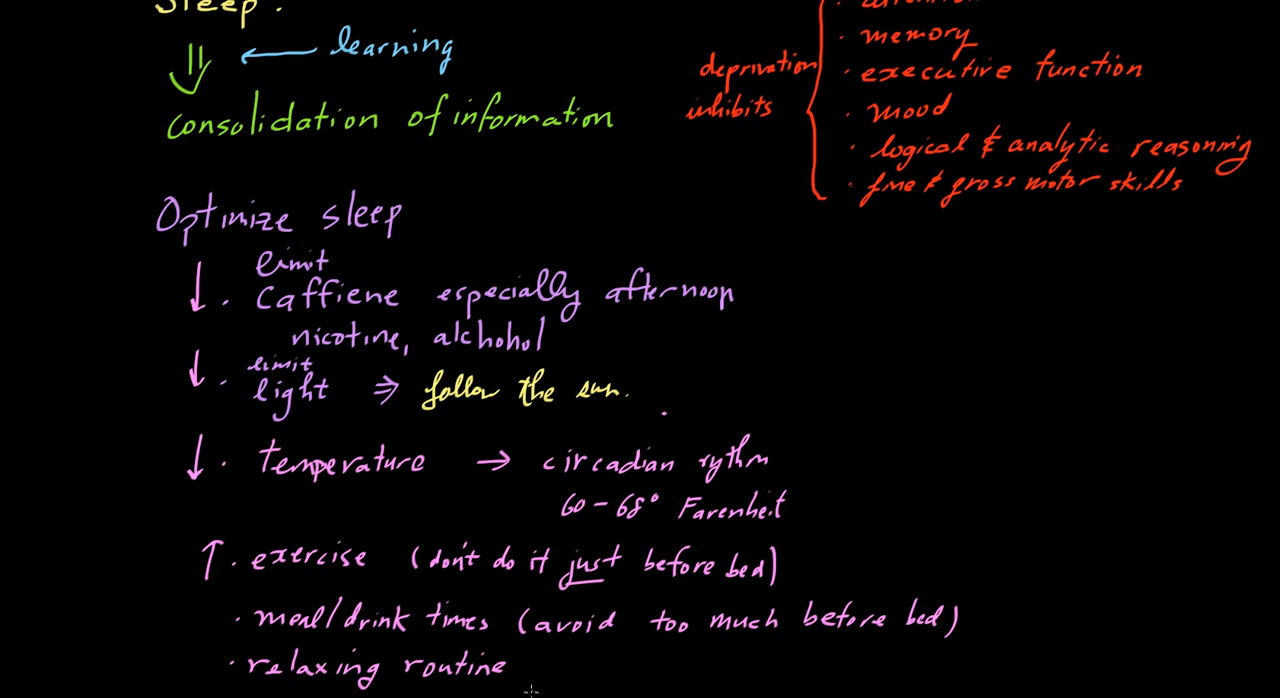 Sleep:
← learning
consolidation of information
deprivation inhibits
· memory
· executive function
· mood
· logical & analytic reasoning
· fine & gross motor skills
Optimize sleep
limit
↓ · caffiene especially afternoon
nicotine, alchohol
limit
↓ · light ⇒ follow the sun.
↓ · temperature → circadian rythm
60 - 68° Farenheit
↑ · exercise (don't do it just before bed)
· meal/drink times (avoid too much before bed)
· relaxing routine